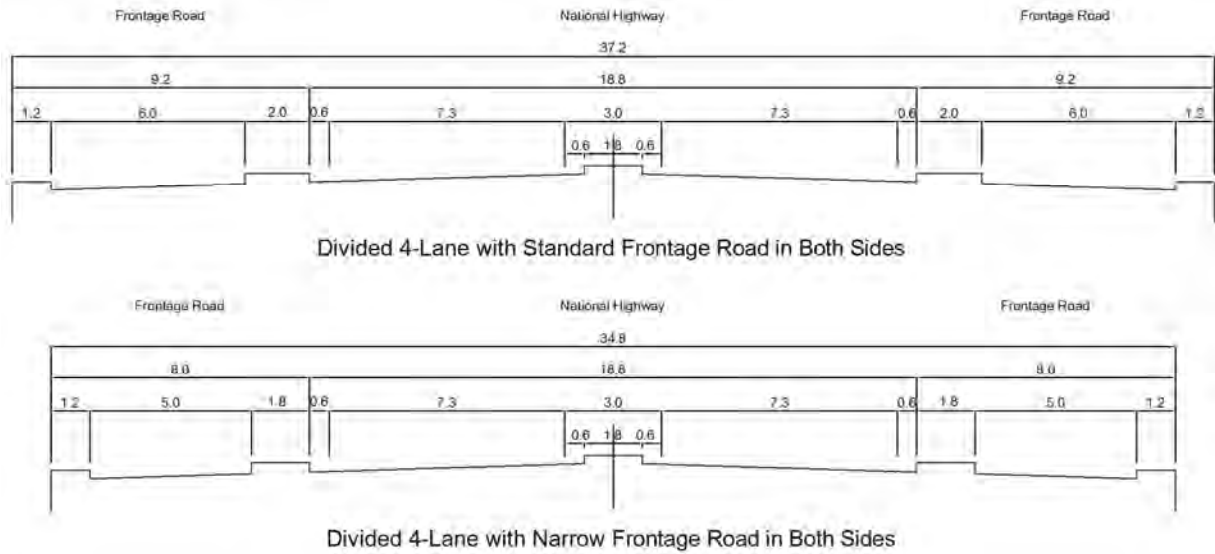 Frontage Road National Highway Frontage Road
37.2
9.2 18.8 9.2
1.2 6.0 2.0 0.6 7.3 3.0 7.3 0.6 2.0 6.0 1.2
0.6 1.8 0.6
Divided 4-Lane with Standard Frontage Road in Both Sides
Frontage Road National Highway Frontage Road
34.8
8.0 18.8 8.0
1.2 5.0 1.8 0.6 7.3 3.0 7.3 0.6 1.8 5.0 1.2
0.6 1.8 0.6
Divided 4-Lane with Narrow Frontage Road in Both Sides